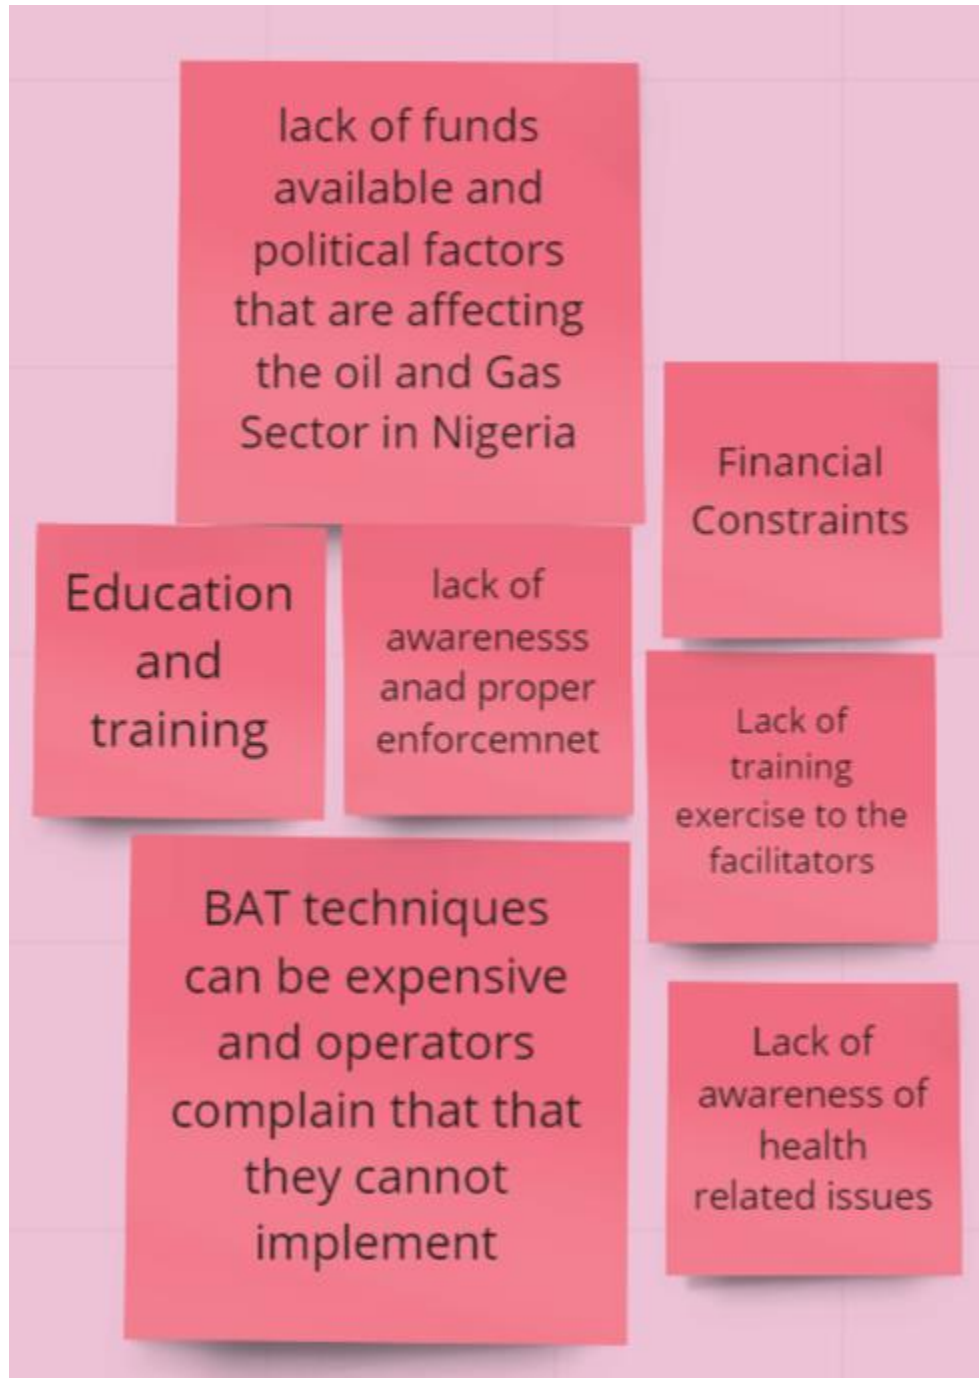 lack of funds
available and
political factors
that are affecting
the oil and Gas
Sector in Nigeria
Financial
Constraints
Education
and
training
lack of
awarenesss
anad proper
enforcemnet
Lack of
training
exercise to the
facilitators
BAT techniques
can be expensive
and operators
complain that that
they cannot
implement
Lack of
awareness of
health
related issues